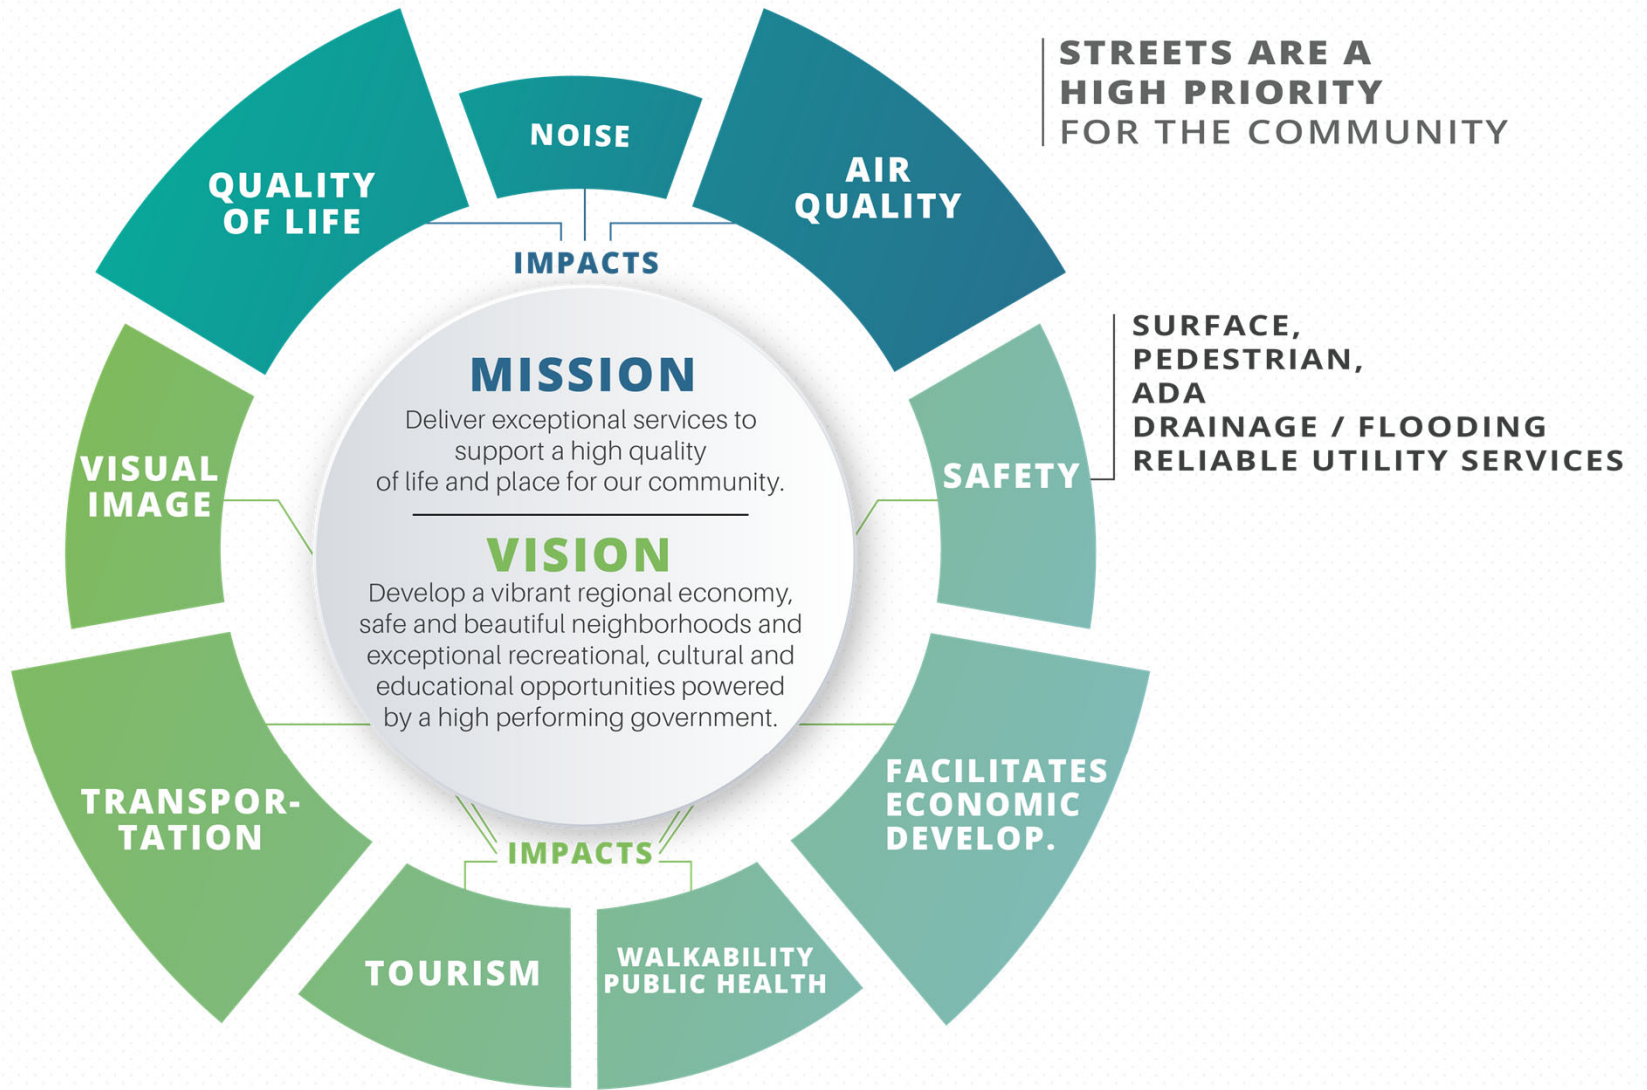 STREETS ARE A
HIGH PRIORITY
FOR THE COMMUNITY
NOISE
QUALITY
OF LIFE
AIR
QUALITY
IMPACTS
SURFACE,
PEDESTRIAN,
ADA
DRAINAGE / FLOODING
RELIABLE UTILITY SERVICES
MISSION
Deliver exceptional services to
support a high quality
of life and place for our community.
VISION
Develop a vibrant regional economy,
safe and beautiful neighborhoods and
exceptional recreational, cultural and
educational opportunities powered
by a high performing government.
VISUAL
IMAGE
SAFETY
TRANSPOR-
TATION
FACILITATES
ECONOMIC
DEVELOP.
IMPACTS
TOURISM
WALKABILITY
PUBLIC HEALTH